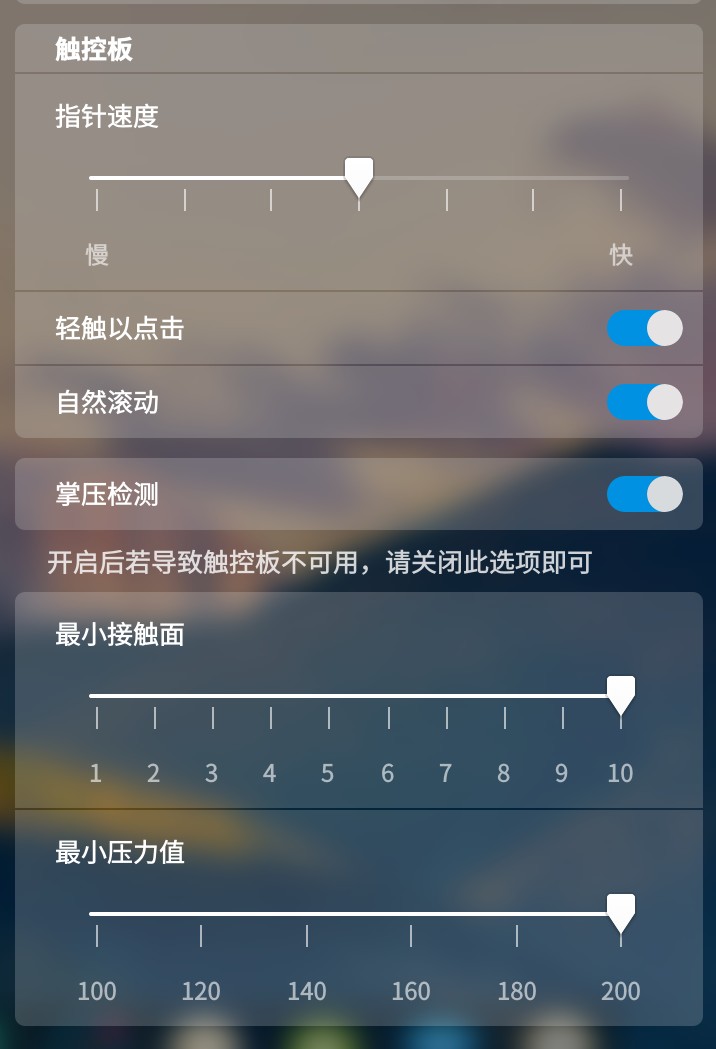 触控板
指针速度
慢 快
轻触以点击
自然滚动
掌压检测
开启后若导致触控板不可用，请关闭此选项即可
最小接触面
1 2 3 4 5 6 7 8 9 10
最小压力值
100 120 140 160 180 200